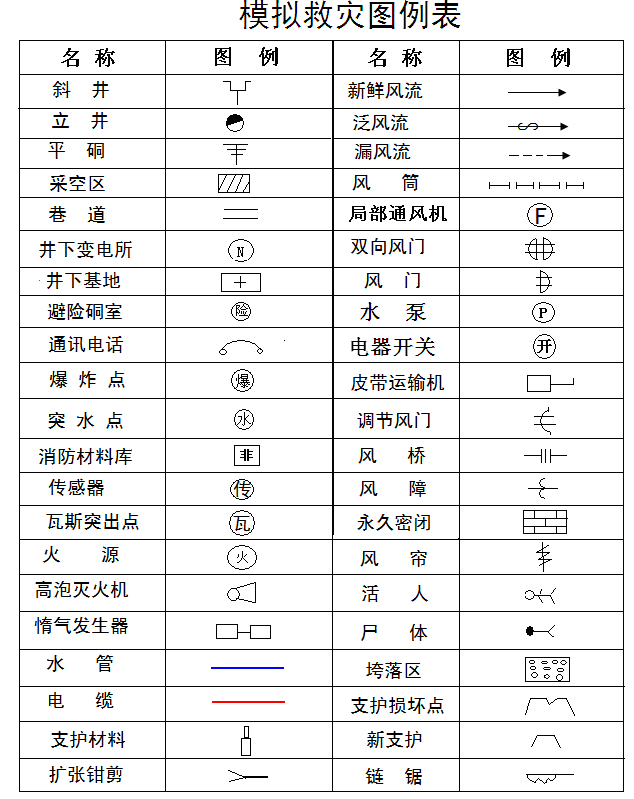 模拟救灾图例表
名 称 图 例 名 称 图 例
斜 井 新鲜风流
立 井 泛风流
平 硐 漏风流
采空区 风 筒
巷 道 局部通风机 F
井下变电所 N 双向风门
井下基地 风 门
避险硐室 险 水 泵 P
通讯电话 电器开关 开
爆 炸 点 爆 皮带运输机
突 水 点 水 调节风门
消防材料库 风 桥
传感器 传 风 障
瓦斯突出点 瓦 永久密闭
火 源 火 风 帘
高泡灭火机 活 人
惰气发生器 尸 体
水 管 垮落区
电 缆 支护损坏点
支护材料 新支护
扩张钳剪 链 锯